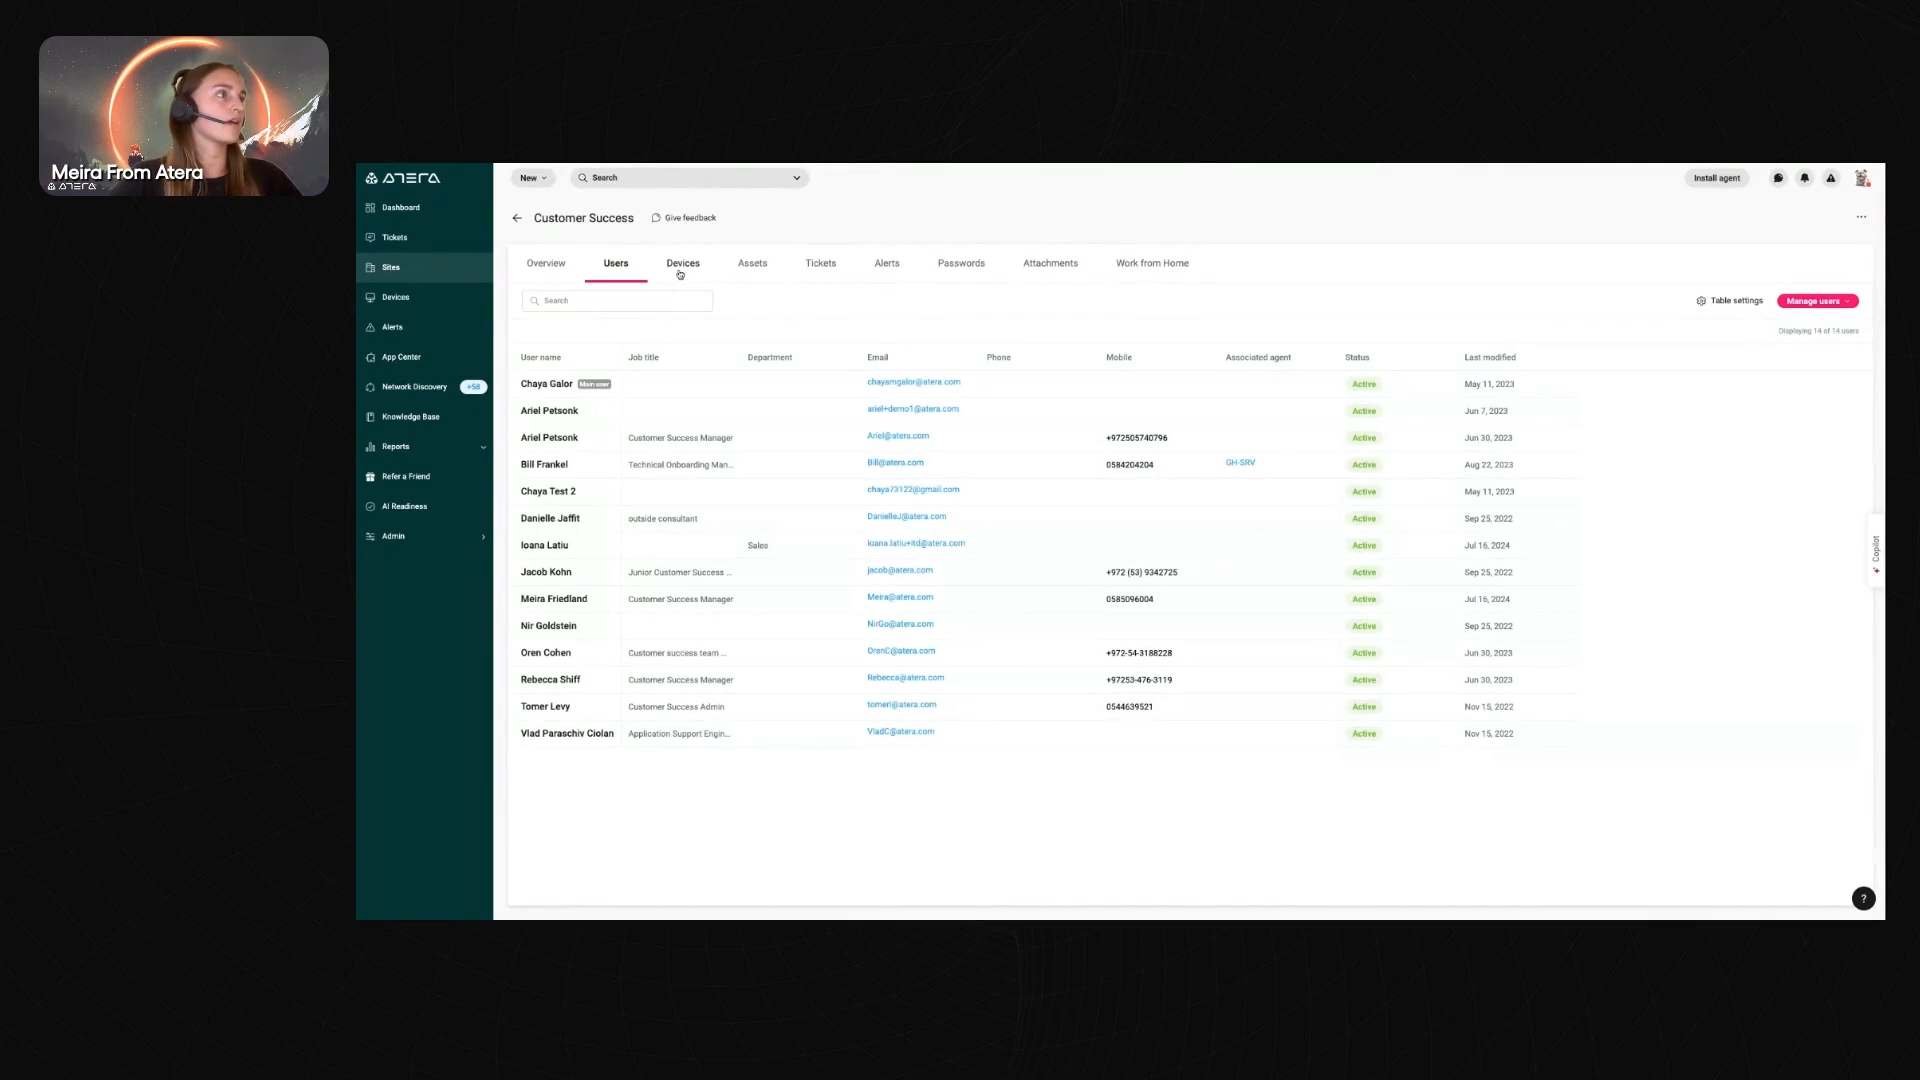 Meira From Atera
ATERA
ATERA
New
Search
Install agent
Dashboard
Tickets
Sites
Devices
Alerts
App Center
Network Discovery +58
Knowledge Base
Reports
Refer a Friend
AI Readiness
Admin
Customer Success Give feedback
Overview Users Devices Assets Tickets Alerts Passwords Attachments Work from Home
Search
Table settings Manage users
Displaying 14 of 14 users
User name Job title Department Email Phone Mobile Associated agent Status Last modified
Chaya Galor Main user chayamgalor@atera.com Active May 11, 2023
Ariel Petsonk ariel+demo1@atera.com Active Jun 7, 2023
Ariel Petsonk Customer Success Manager Ariel@atera.com +972505740796 Active Jun 30, 2023
Bill Frankel Technical Onboarding Man... Bill@atera.com 0584204204 GH-SRV Active Aug 22, 2023
Chaya Test 2 chaya73122@gmail.com Active May 11, 2023
Danielle Jaffit outside consultant DanielleJ@atera.com Active Sep 25, 2022
Ioana Latiu Sales ioana.latiu+itd@atera.com Active Jul 16, 2024
Jacob Kohn Junior Customer Success ... jacob@atera.com +972 (53) 9342725 Active Sep 25, 2022
Meira Friedland Customer Success Manager Meira@atera.com 0585096004 Active Jul 16, 2024
Nir Goldstein NirGo@atera.com Active Sep 25, 2022
Oren Cohen Customer success team ... OrenC@atera.com +972-54-3188228 Active Jun 30, 2023
Rebecca Shiff Customer Success Manager Rebecca@atera.com +97253-476-3119 Active Jun 30, 2023
Tomer Levy Customer Success Admin tomerl@atera.com 0544639521 Active Nov 15, 2022
Vlad Paraschiv Ciolan Application Support Engin... VladC@atera.com Active Nov 15, 2022
Copilot
?